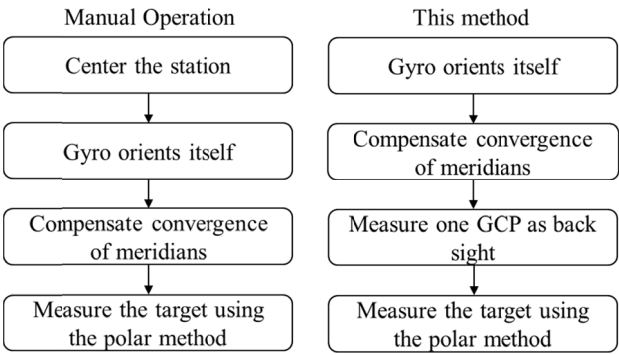 Manual Operation
Center the station
Gyro orients itself
Compensate convergence
of meridians
Measure the target using
the polar method
This method
Gyro orients itself
Compensate convergence
of meridians
Measure one GCP as back
sight
Measure the target using
the polar method